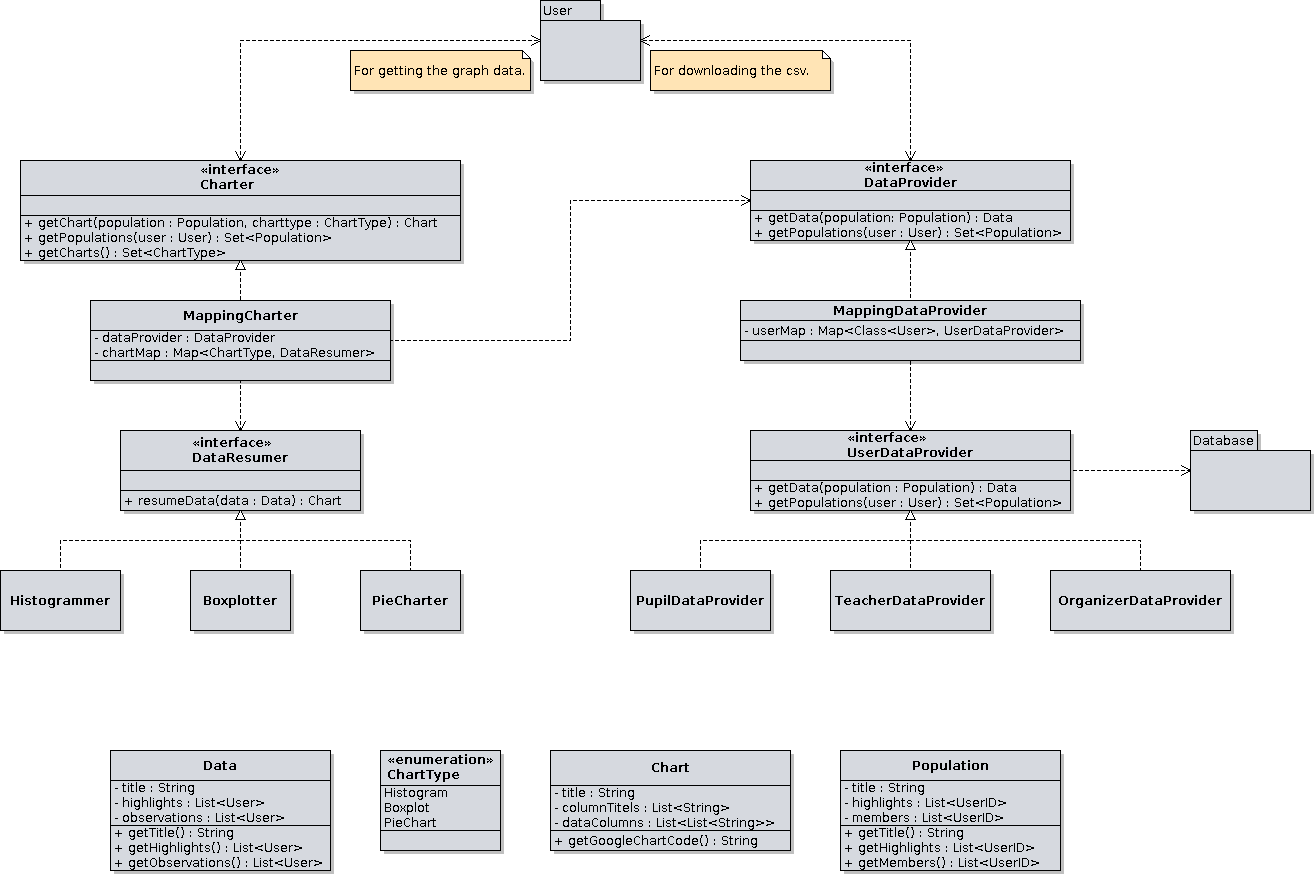 User
For getting the graph data.
For downloading the csv.
«interface»
Charter
+ getChart(population : Population, charttype : ChartType) : Chart
+ getPopulations(user : User) : Set<Population>
+ getCharts() : Set<ChartType>
«interface»
DataProvider
+ getData(population: Population) : Data
+ getPopulations(user : User) : Set<Population>
MappingCharter
- dataProvider : DataProvider
- chartMap : Map<ChartType, DataResumer>
MappingDataProvider
- userMap : Map<Class<User>, UserDataProvider>
«interface»
DataResumer
+ resumeData(data : Data) : Chart
«interface»
UserDataProvider
+ getData(population : Population) : Data
+ getPopulations(user : User) : Set<Population>
Database
Histogrammer
Boxplotter
PieCharter
PupilDataProvider
TeacherDataProvider
OrganizerDataProvider
Data
- title : String
- highlights : List<User>
- observations : List<User>
+ getTitle() : String
+ getHighlights() : List<User>
+ getObservations() : List<User>
«enumeration»
ChartType
Histogram
Boxplot
PieChart
Chart
- title : String
- columnTitels : List<String>
- dataColumns : List<List<String>>
+ getGoogleChartCode() : String
Population
- title : String
- highlights : List<UserID>
- members : List<UserID>
+ getTitle() : String
+ getHighlights : List<UserID>
+ getMembers() : List<UserID>